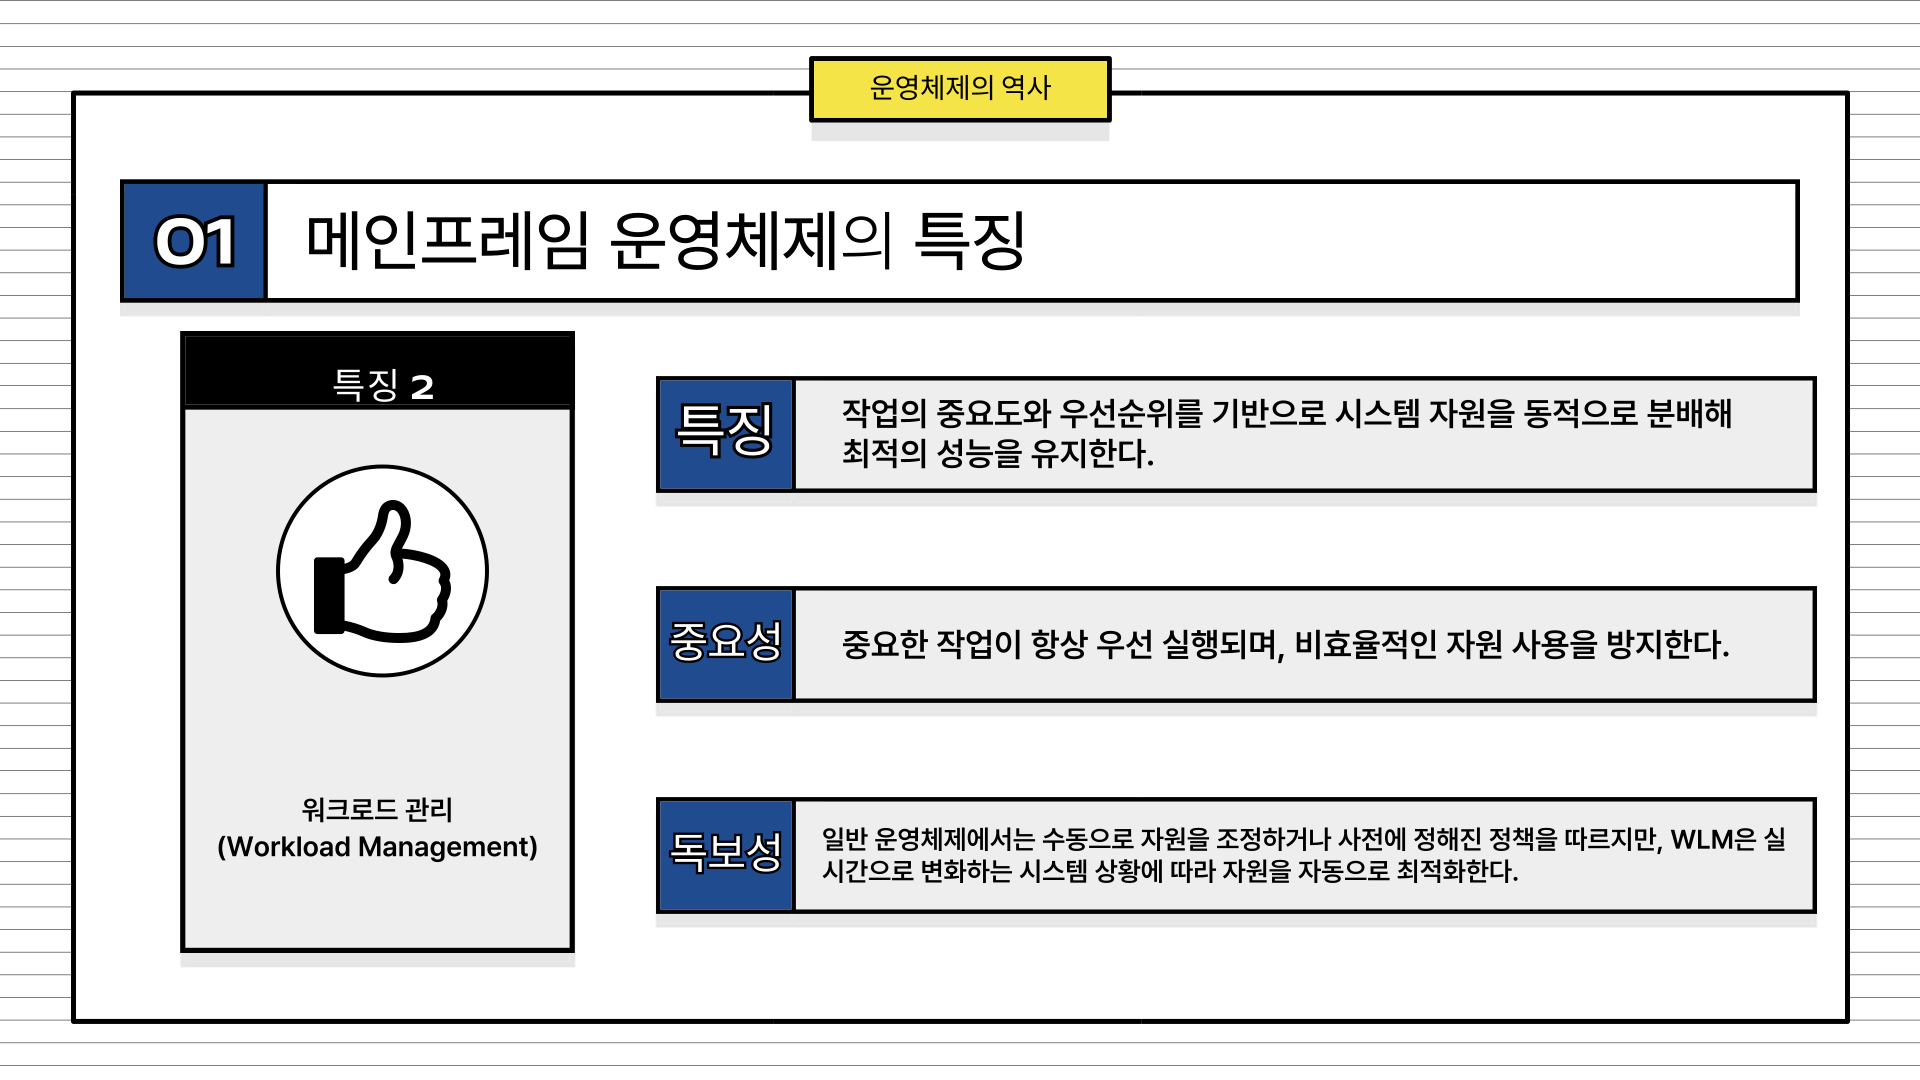 운영체제의 역사
01
메인프레임 운영체제의 특징
특징 2
워크로드 관리
(Workload Management)
특징
작업의 중요도와 우선순위를 기반으로 시스템 자원을 동적으로 분배해
최적의 성능을 유지한다.
중요성
중요한 작업이 항상 우선 실행되며, 비효율적인 자원 사용을 방지한다.
독보성
일반 운영체제에서는 수동으로 자원을 조정하거나 사전에 정해진 정책을 따르지만, WLM은 실
시간으로 변화하는 시스템 상황에 따라 자원을 자동으로 최적화한다.